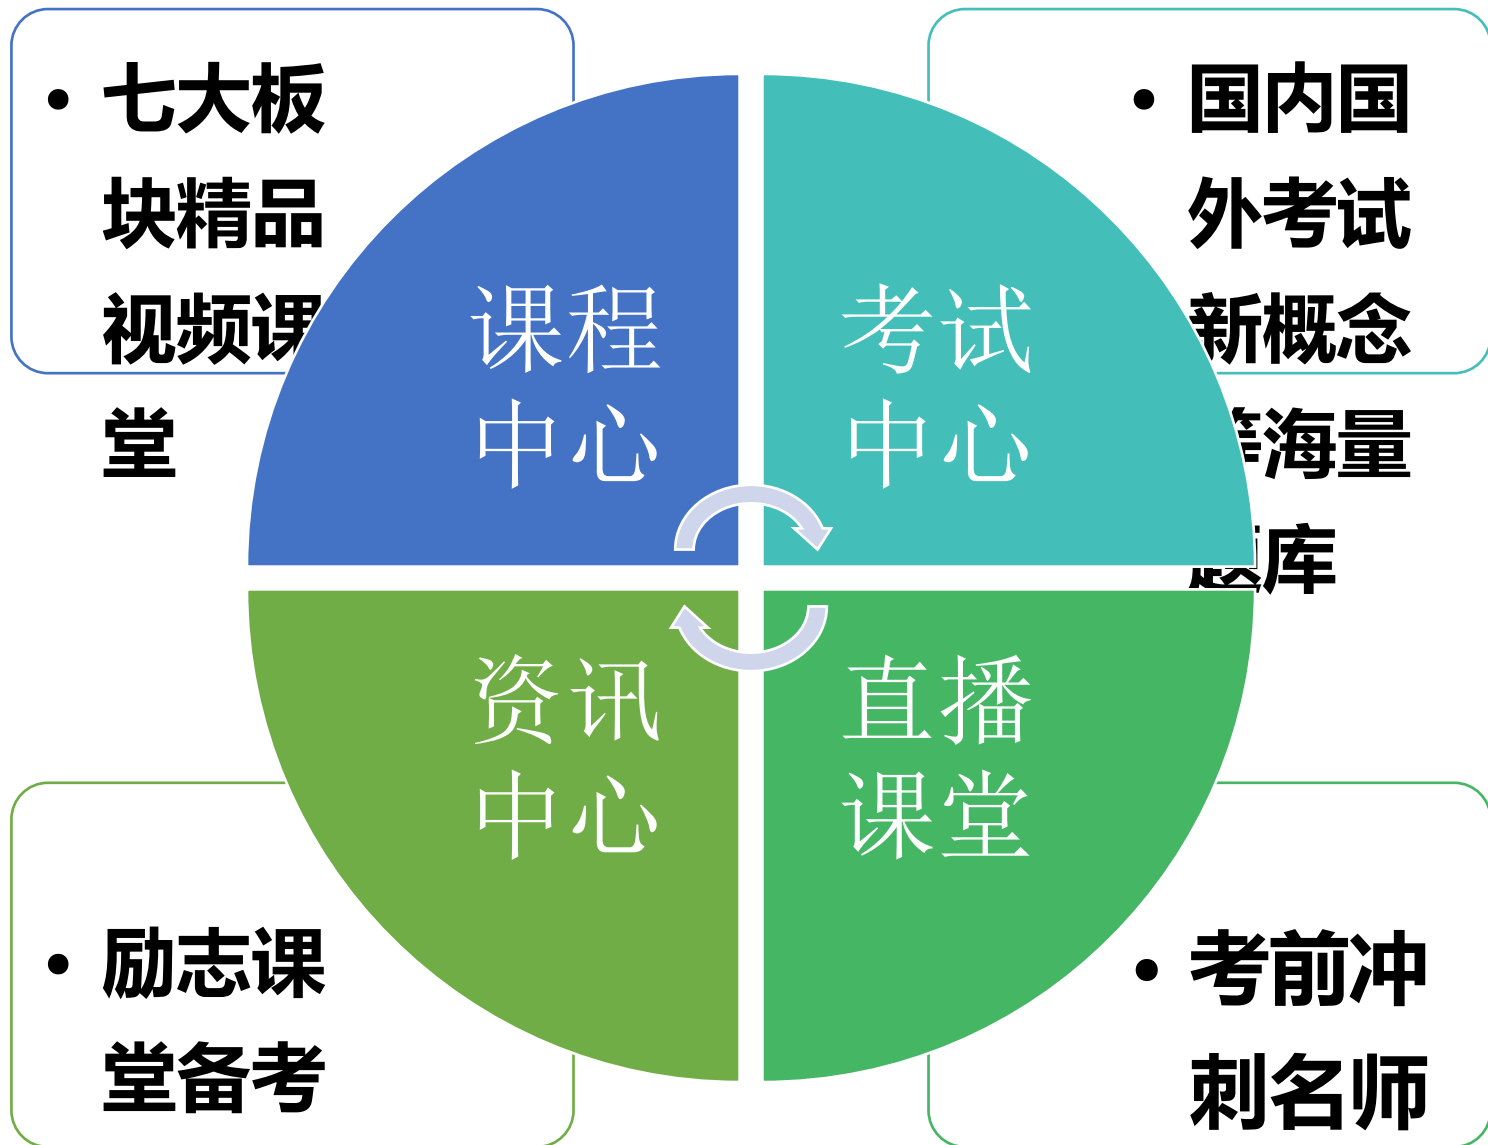 • 七大板
块精品
视频课
堂
• 国内国
外考试
新概念
等海量
题库
课程
中心
考试
中心
资讯
中心
直播
课堂
• 励志课
堂备考
• 考前冲
刺名师